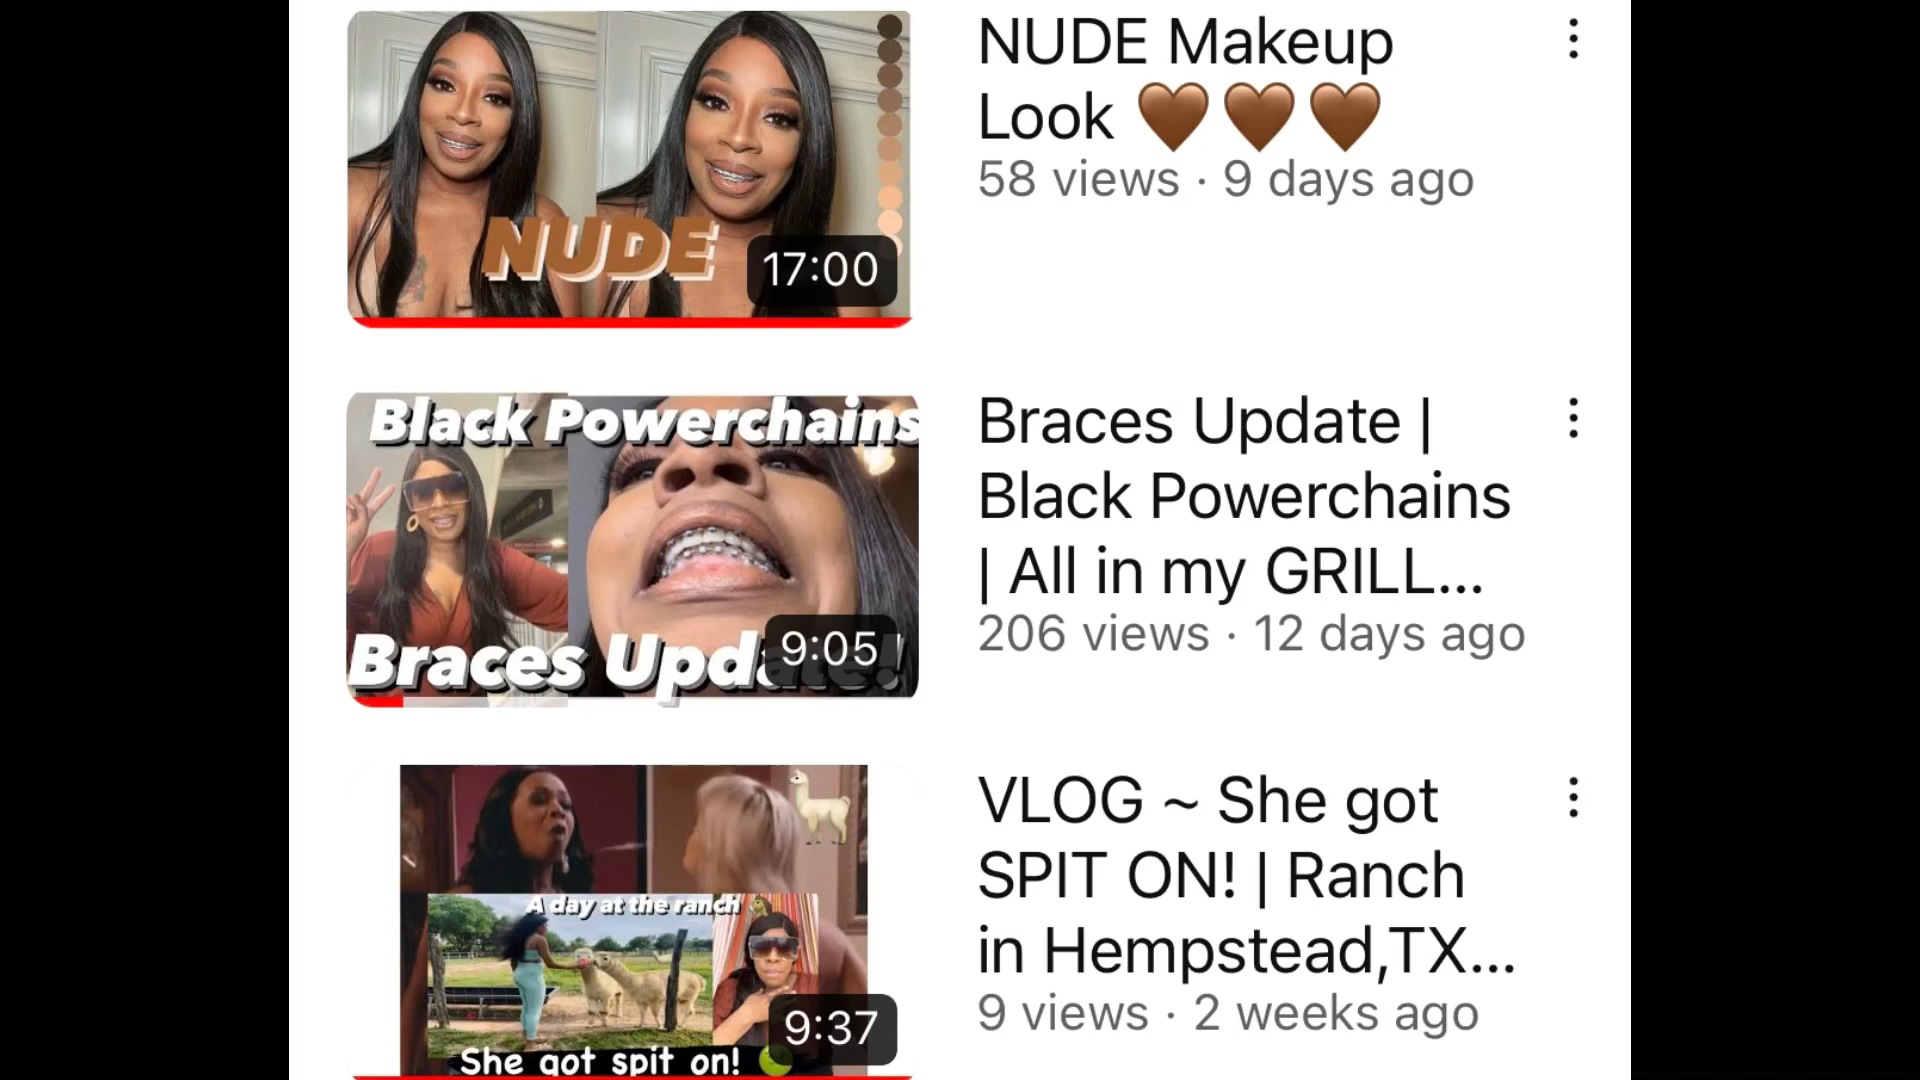 NUDE
17:00
NUDE Makeup
Look 🤎🤎🤎
58 views · 9 days ago
Black Powerchains
Braces Update!
9:05
Braces Update |
Black Powerchains
| All in my GRILL...
206 views · 12 days ago
A day at the ranch
She got spit on!
9:37
VLOG ~ She got
SPIT ON! | Ranch
in Hempstead,TX...
9 views · 2 weeks ago